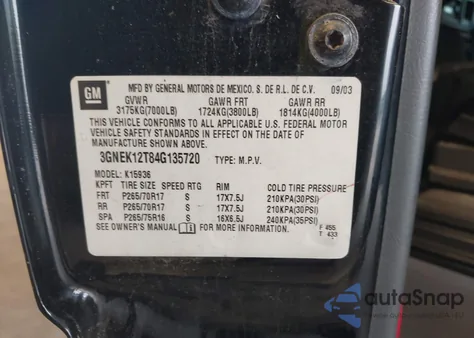 GM
MFD BY GENERAL MOTORS DE MEXICO. S. DE R.L. DE C.V. 09/03
GVWR GAWR FRT GAWR RR
3175KG(7000LB) 1724KG(3800LB) 1814KG(4000LB)
THIS VEHICLE CONFORMS TO ALL APPLICABLE U.S. FEDERAL MOTOR
VEHICLE SAFETY STANDARDS IN EFFECT ON THE DATE OF
MANUFACTURE SHOWN ABOVE.
3GNEK12T84G135720 TYPE: M.P.V.
MODEL: K15936
KPFT TIRE SIZE SPEED RTG RIM COLD TIRE PRESSURE
FRT P265/70R17 S 17X7.5J 210KPA(30PSI)
RR P265/70R17 S 17X7.5J 210KPA(30PSI)
SPA P265/75R16 S 16X6.5J 240KPA(35PSI)
SEE OWNER'S MANUAL FOR MORE INFORMATION.
F 455
T 433
autoSnap